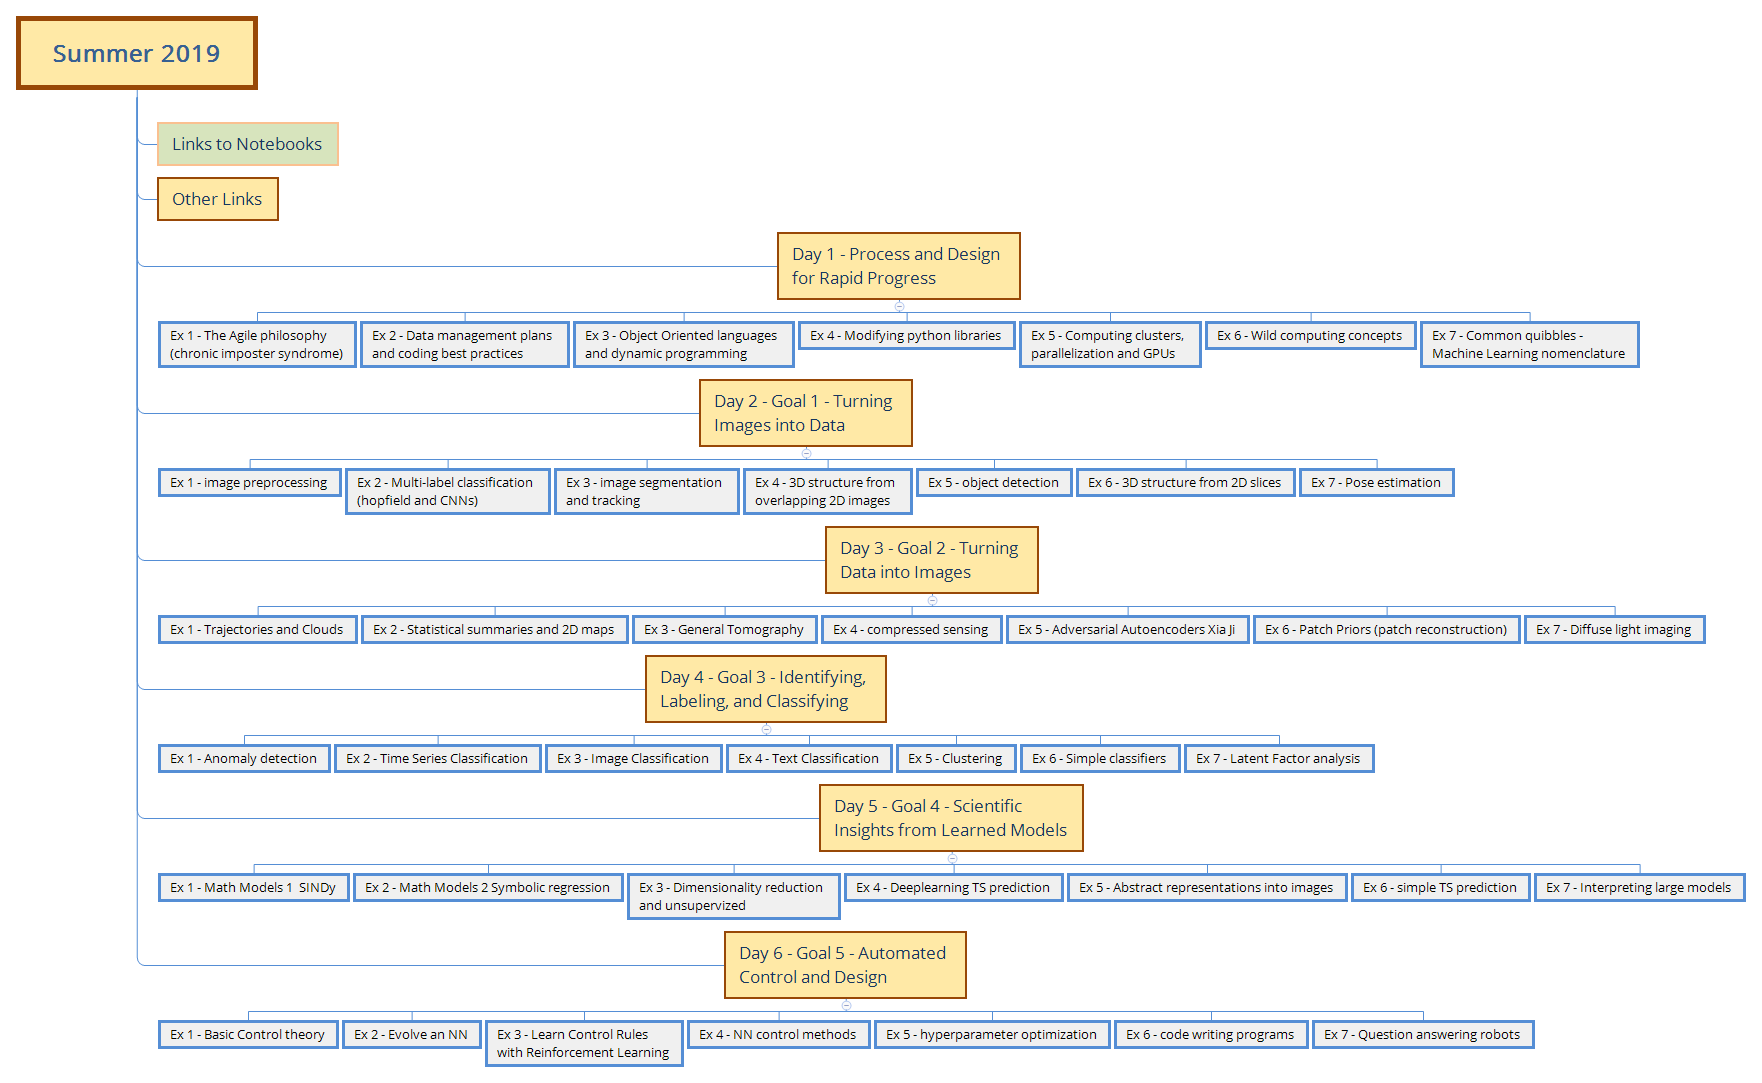 Summer 2019
Links to Notebooks
Other Links
Day 1 - Process and Design
for Rapid Progress
Ex 1 - The Agile philosophy
(chronic imposter syndrome)
Ex 2 - Data management plans
and coding best practices
Ex 3 - Object Oriented languages
and dynamic programming
Ex 4 - Modifying python libraries
Ex 5 - Computing clusters,
parallelization and GPUs
Ex 6 - Wild computing concepts
Ex 7 - Common quibbles -
Machine Learning nomenclature
Day 2 - Goal 1 - Turning
Images into Data
Ex 1 - image preprocessing
Ex 2 - Multi-label classification
(hopfield and CNNs)
Ex 3 - image segmentation
and tracking
Ex 4 - 3D structure from
overlapping 2D images
Ex 5 - object detection
Ex 6 - 3D structure from 2D slices
Ex 7 - Pose estimation
Day 3 - Goal 2 - Turning
Data into Images
Ex 1 - Trajectories and Clouds
Ex 2 - Statistical summaries and 2D maps
Ex 3 - General Tomography
Ex 4 - compressed sensing
Ex 5 - Adversarial Autoencoders Xia Ji
Ex 6 - Patch Priors (patch reconstruction)
Ex 7 - Diffuse light imaging
Day 4 - Goal 3 - Identifying,
Labeling, and Classifying
Ex 1 - Anomaly detection
Ex 2 - Time Series Classification
Ex 3 - Image Classification
Ex 4 - Text Classification
Ex 5 - Clustering
Ex 6 - Simple classifiers
Ex 7 - Latent Factor analysis
Day 5 - Goal 4 - Scientific
Insights from Learned Models
Ex 1 - Math Models 1  SINDy
Ex 2 - Math Models 2 Symbolic regression
Ex 3 - Dimensionality reduction
and unsupervized
Ex 4 - Deeplearning TS prediction
Ex 5 - Abstract representations into images
Ex 6 - simple TS prediction
Ex 7 - Interpreting large models
Day 6 - Goal 5 - Automated
Control and Design
Ex 1 - Basic Control theory
Ex 2 - Evolve an NN
Ex 3 - Learn Control Rules
with Reinforcement Learning
Ex 4 - NN control methods
Ex 5 - hyperparameter optimization
Ex 6 - code writing programs
Ex 7 - Question answering robots